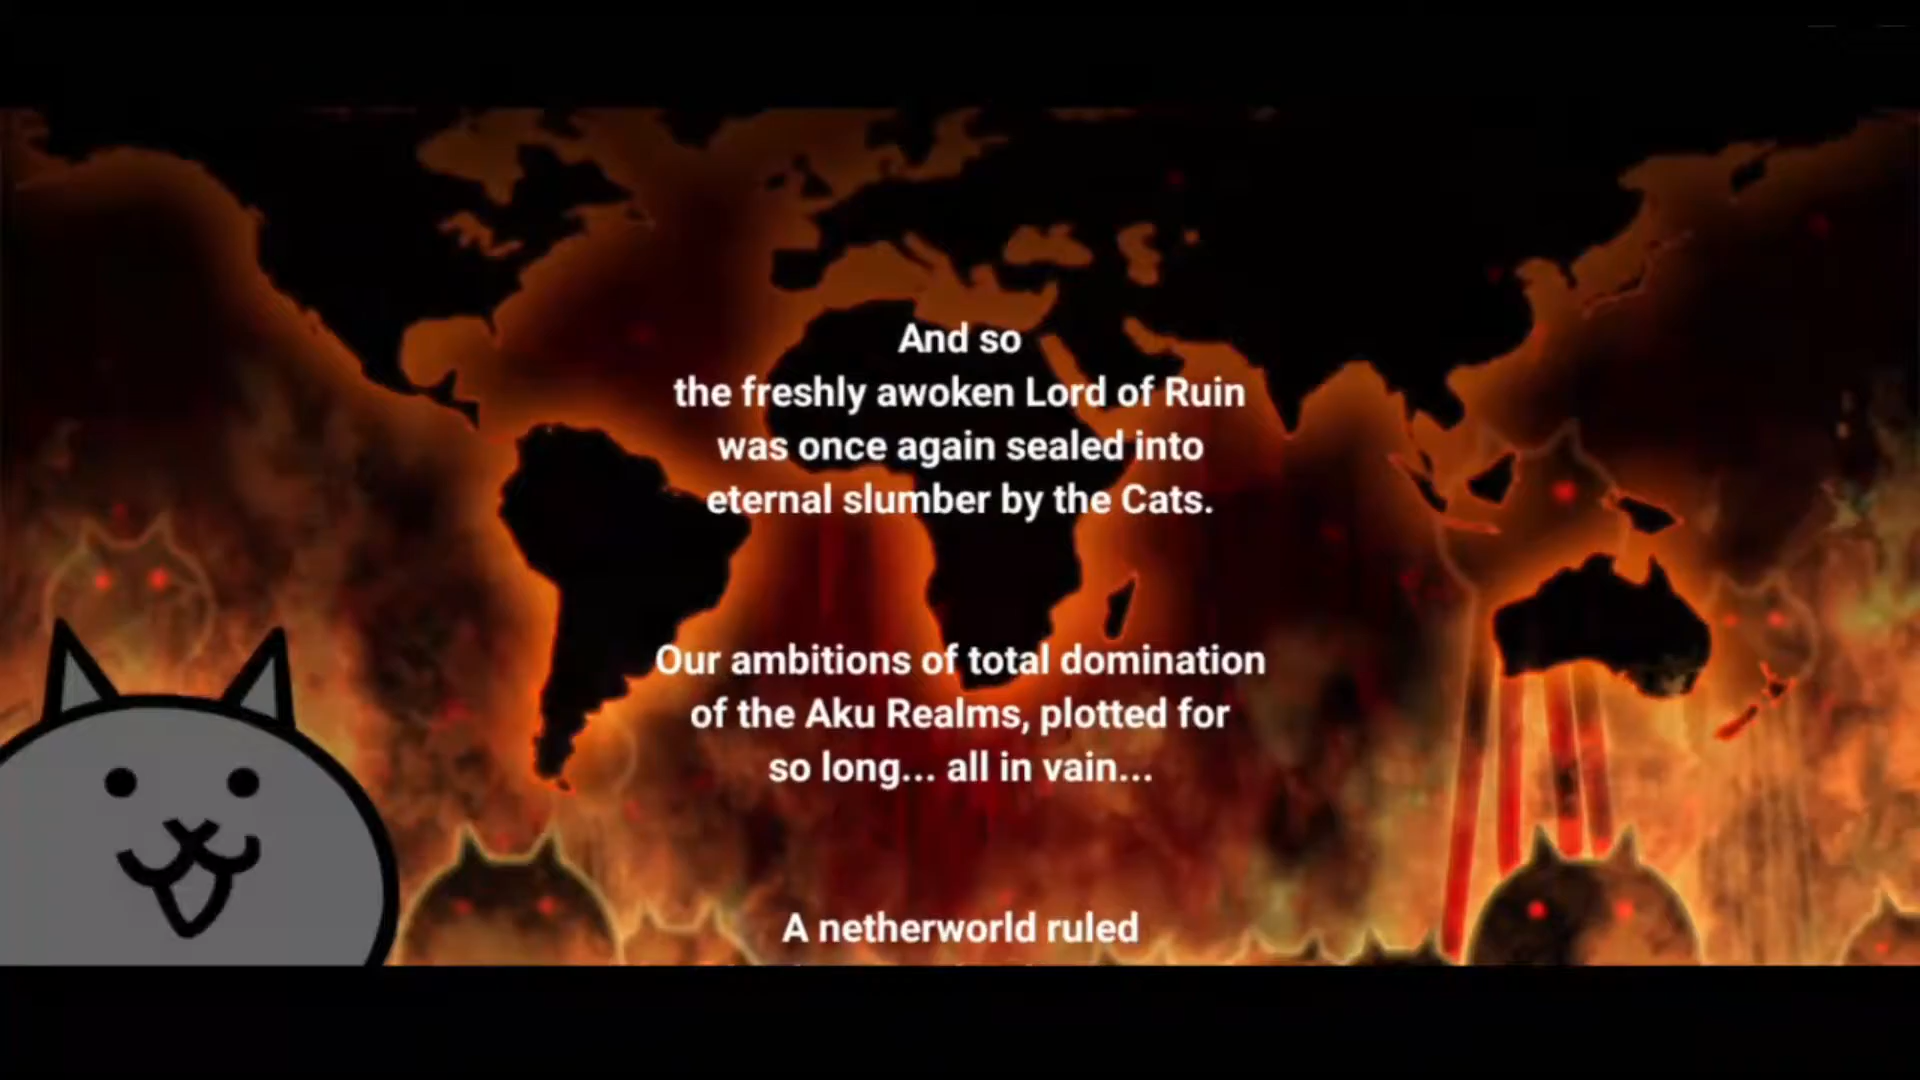 And so
the freshly awoken Lord of Ruin
was once again sealed into
eternal slumber by the Cats.
Our ambitions of total domination
of the Aku Realms, plotted for
so long... all in vain...
A netherworld ruled